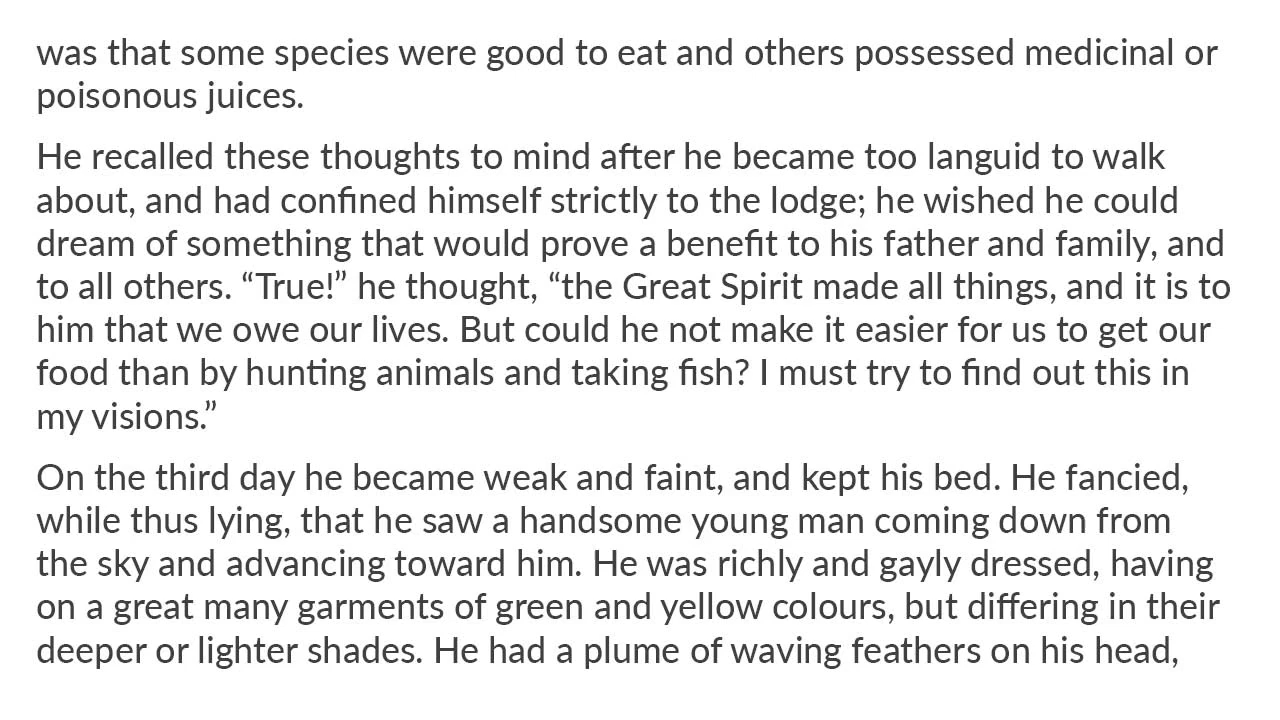 was that some species were good to eat and others possessed medicinal or
poisonous juices.
He recalled these thoughts to mind after he became too languid to walk
about, and had confined himself strictly to the lodge; he wished he could
dream of something that would prove a benefit to his father and family, and
to all others. “True!” he thought, “the Great Spirit made all things, and it is to
him that we owe our lives. But could he not make it easier for us to get our
food than by hunting animals and taking fish? I must try to find out this in
my visions.”
On the third day he became weak and faint, and kept his bed. He fancied,
while thus lying, that he saw a handsome young man coming down from
the sky and advancing toward him. He was richly and gayly dressed, having
on a great many garments of green and yellow colours, but differing in their
deeper or lighter shades. He had a plume of waving feathers on his head,